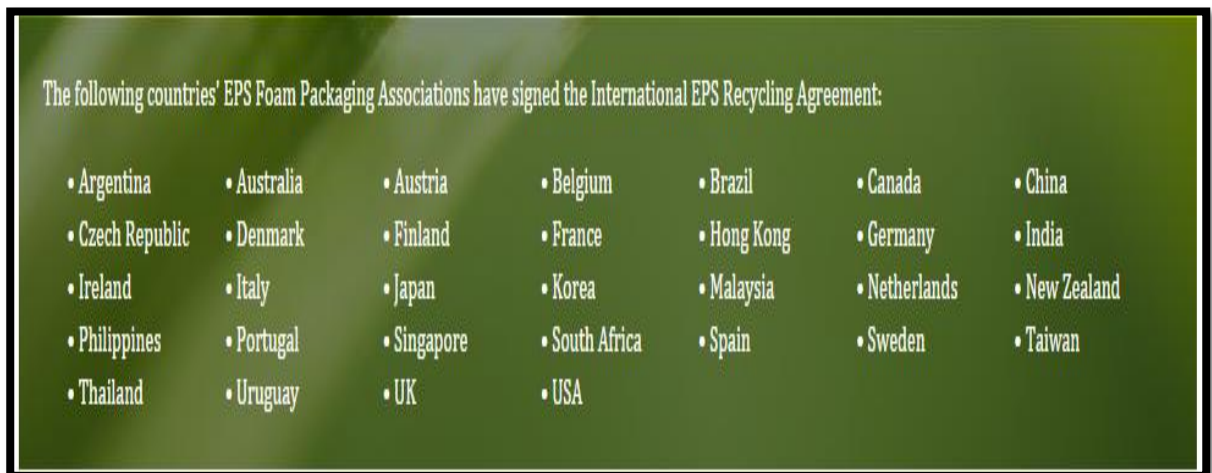 The following countries' EPS Foam Packaging Associations have signed the International EPS Recycling Agreement:
• Argentina • Australia • Austria • Belgium • Brazil • Canada • China
• Czech Republic • Denmark • Finland • France • Hong Kong • Germany • India
• Ireland • Italy • Japan • Korea • Malaysia • Netherlands • New Zealand
• Philippines • Portugal • Singapore • South Africa • Spain • Sweden • Taiwan
• Thailand • Uruguay • UK • USA